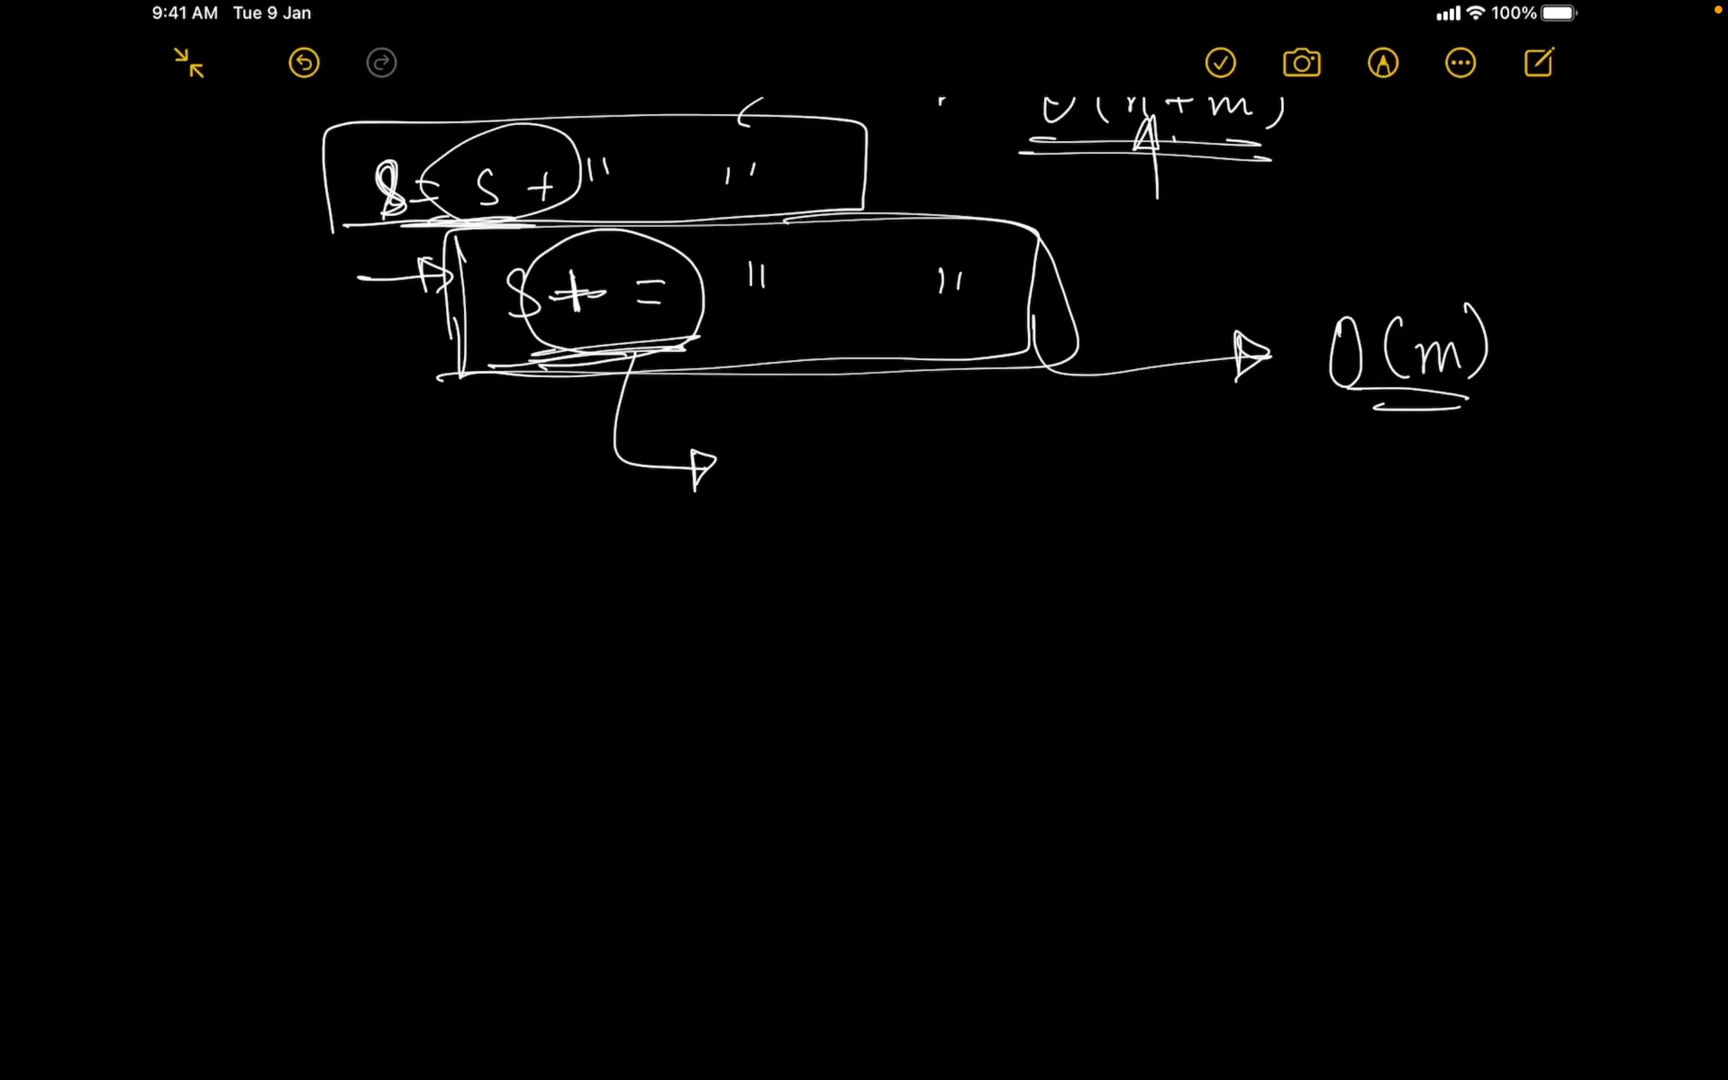 9:41 AM Tue 9 Jan 100%
O(n+m)
s = s + " "
s += " "
O(m)